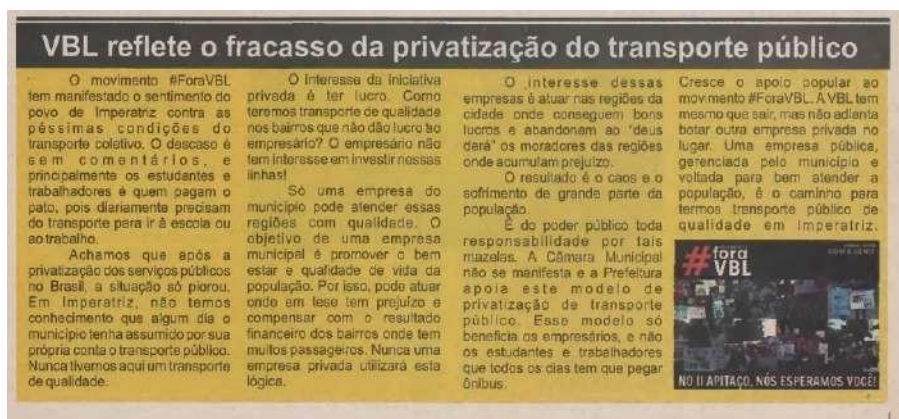 VBL reflete o fracasso da privatização do transporte público
O movimento #ForaVBL
tem manifestado o sentimento do
povo de Imperatriz contra as
péssimas condições do
transporte coletivo. O descaso é
sem comentários, e
principalmente os estudantes e
trabalhadores é quem pagam o
pato, pois diariamente precisam
do transporte para ir à escola ou
ao trabalho.
Achamos que após a
privatização dos serviços públicos
no Brasil, a situação só piorou.
Em Imperatriz, não temos
conhecimento que algum dia o
município tenha assumido por sua
própria conta o transporte público.
Nunca tivemos aqui um transporte
de qualidade.
O interesse da iniciativa
privada é ter lucro. Como
teremos transporte de qualidade
nos bairros que não dão lucro ao
empresário? O empresário não
tem interesse em investir nessas
linhas!
Só uma empresa do
município pode atender essas
regiões com qualidade. O
objetivo de uma empresa
municipal é promover o bem
estar e qualidade de vida da
população. Por isso, pode atuar
onde em tese tem prejuízo e
compensar com o resultado
financeiro dos bairros onde tem
muitos passageiros. Nunca uma
empresa privada utilizará esta
lógica.
O interesse dessas
empresas é atuar nas regiões da
cidade onde conseguem bons
lucros e abandonam ao "deus
dará" os moradores das regiões
onde acumulam prejuízo.
O resultado é o caos e o
sofrimento de grande parte da
população.
É do poder público toda
responsabilidade por tais
mazelas. A Câmara Municipal
não se manifesta e a Prefeitura
apoia este modelo de
privatização de transporte
público. Esse modelo só
beneficia os empresários, e não
os estudantes e trabalhadores
que todos os dias tem que pegar
ônibus.
Cresce o apoio popular ao
movimento #ForaVBL. A VBL tem
mesmo que sair, mas não adianta
botar outra empresa privada no
lugar. Uma empresa pública,
gerenciada pelo município e
voltada para bem atender a
população, é o caminho para
termos transporte público de
qualidade em Imperatriz.
#fora
VBL
NO II APITAÇO, NÓS ESPERAMOS VOCÊ!